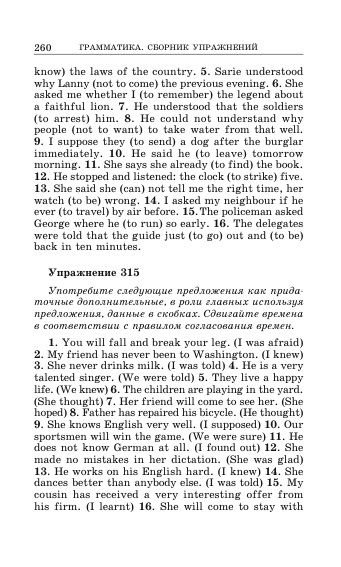 260 ГРАММАТИКА. СБОРНИК УПРАЖНЕНИЙ
know) the laws of the country. 5. Sarie understood
why Lanny (not to come) the previous evening. 6. She
asked me whether I (to remember) the legend about
a faithful lion. 7. He understood that the soldiers
(to arrest) him. 8. He could not understand why
people (not to want) to take water from that well.
9. I suppose they (to send) a dog after the burglar
immediately. 10. He said he (to leave) tomorrow
morning. 11. She says she already (to find) the book.
12. He stopped and listened: the clock (to strike) five.
13. She said she (can) not tell me the right time, her
watch (to be) wrong. 14. I asked my neighbour if he
ever (to travel) by air before. 15. The policeman asked
George where he (to run) so early. 16. The delegates
were told that the guide just (to go) out and (to be)
back in ten minutes.
Упражнение 315
Употребите следующие предложения как прида-
точные дополнительные, в роли главных используя
предложения, данные в скобках. Сдвигайте времена
в соответствии с правилом согласования времен.
1. You will fall and break your leg. (I was afraid)
2. My friend has never been to Washington. (I knew)
3. She never drinks milk. (I was told) 4. He is a very
talented singer. (We were told) 5. They live a happy
life. (We knew) 6. The children are playing in the yard.
(She thought) 7. Her friend will come to see her. (She
hoped) 8. Father has repaired his bicycle. (He thought)
9. She knows English very well. (I supposed) 10. Our
sportsmen will win the game. (We were sure) 11. He
does not know German at all. (I found out) 12. She
made no mistakes in her dictation. (She was glad)
13. He works on his English hard. (I knew) 14. She
dances better than anybody else. (I was told) 15. My
cousin has received a very interesting offer from
his firm. (I learnt) 16. She will come to stay with